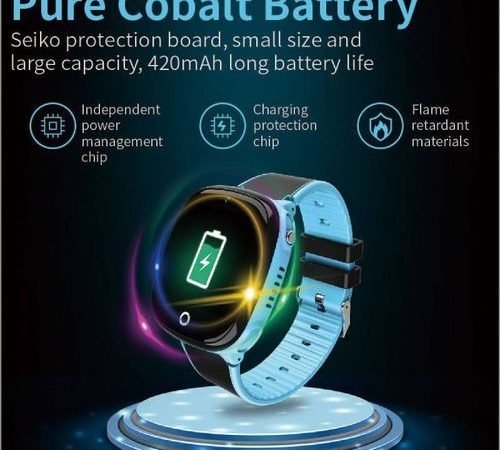 Pure Cobalt Battery
Seiko protection board, small size and
large capacity, 420mAh long battery life
Independent
power
management
chip
Charging
protection
chip
Flame
retardant
materials